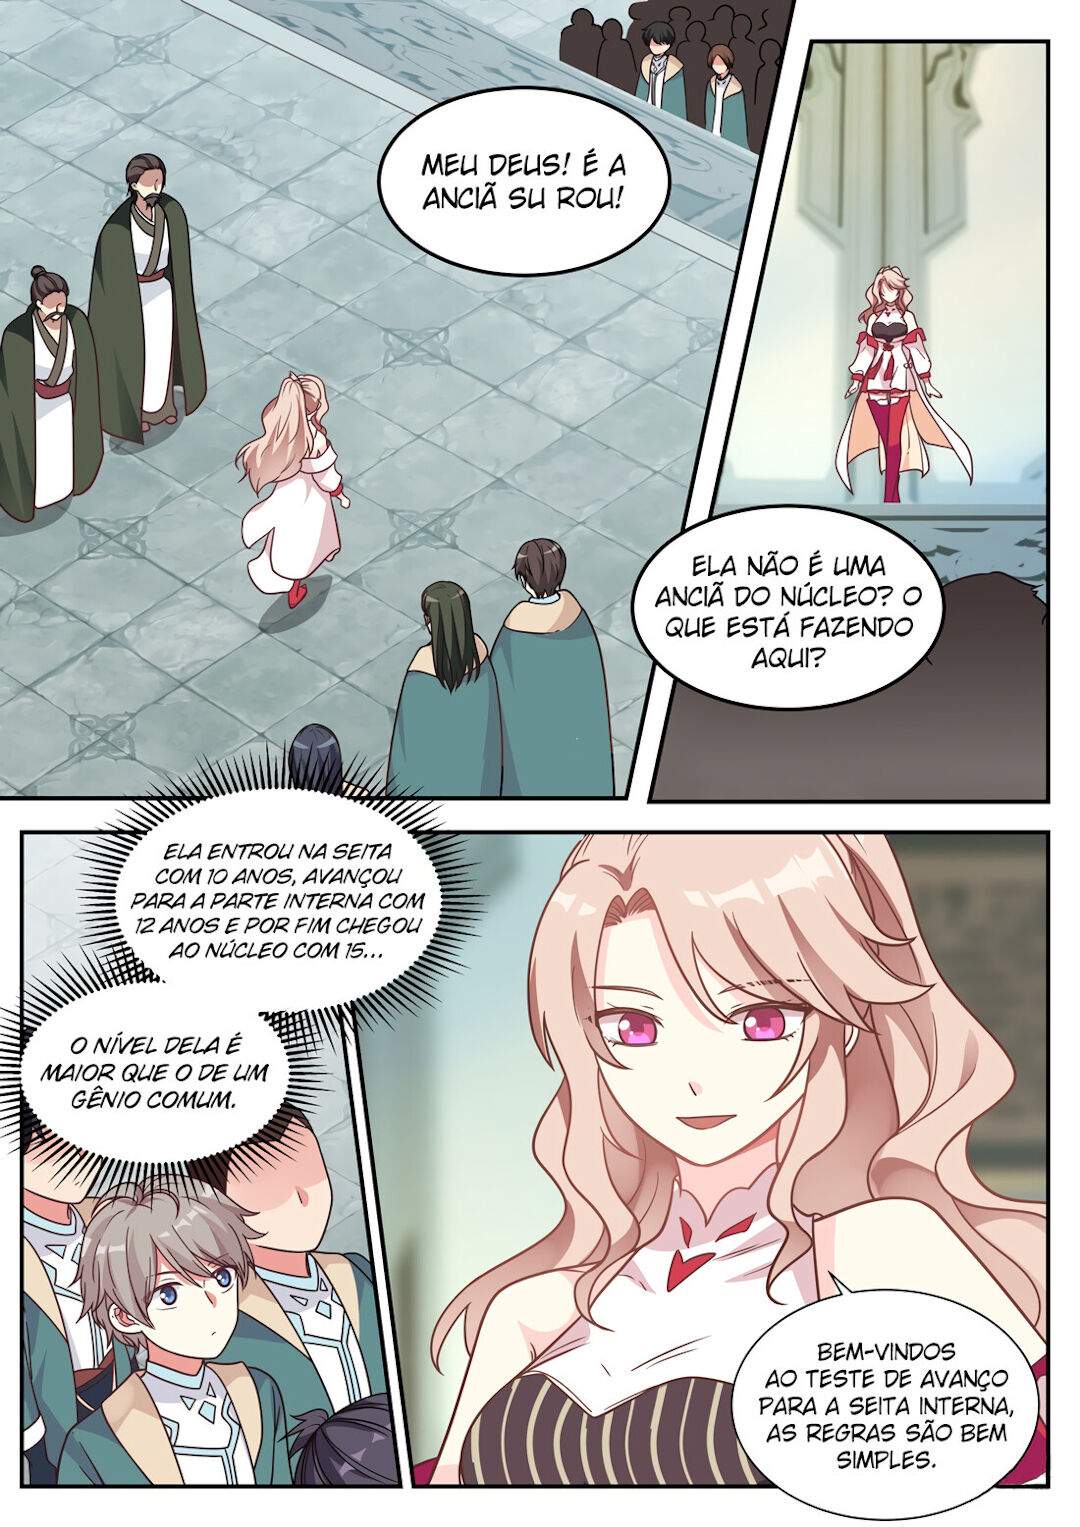 MEU DEUS! É A
ANCIÃ SU ROU!
ELA NÃO É UMA
ANCIÃ DO NÚCLEO? O
QUE ESTÁ FAZENDO
AQUI?
ELA ENTROU NA SEITA
COM 10 ANOS, AVANÇOU
PARA A PARTE INTERNA COM
12 ANOS E POR FIM CHEGOU
AO NÚCLEO COM 15...
O NÍVEL DELA É
MAIOR QUE O DE UM
GÊNIO COMUM.
BEM-VINDOS
AO TESTE DE AVANÇO
PARA A SEITA INTERNA,
AS REGRAS SÃO BEM
SIMPLES.